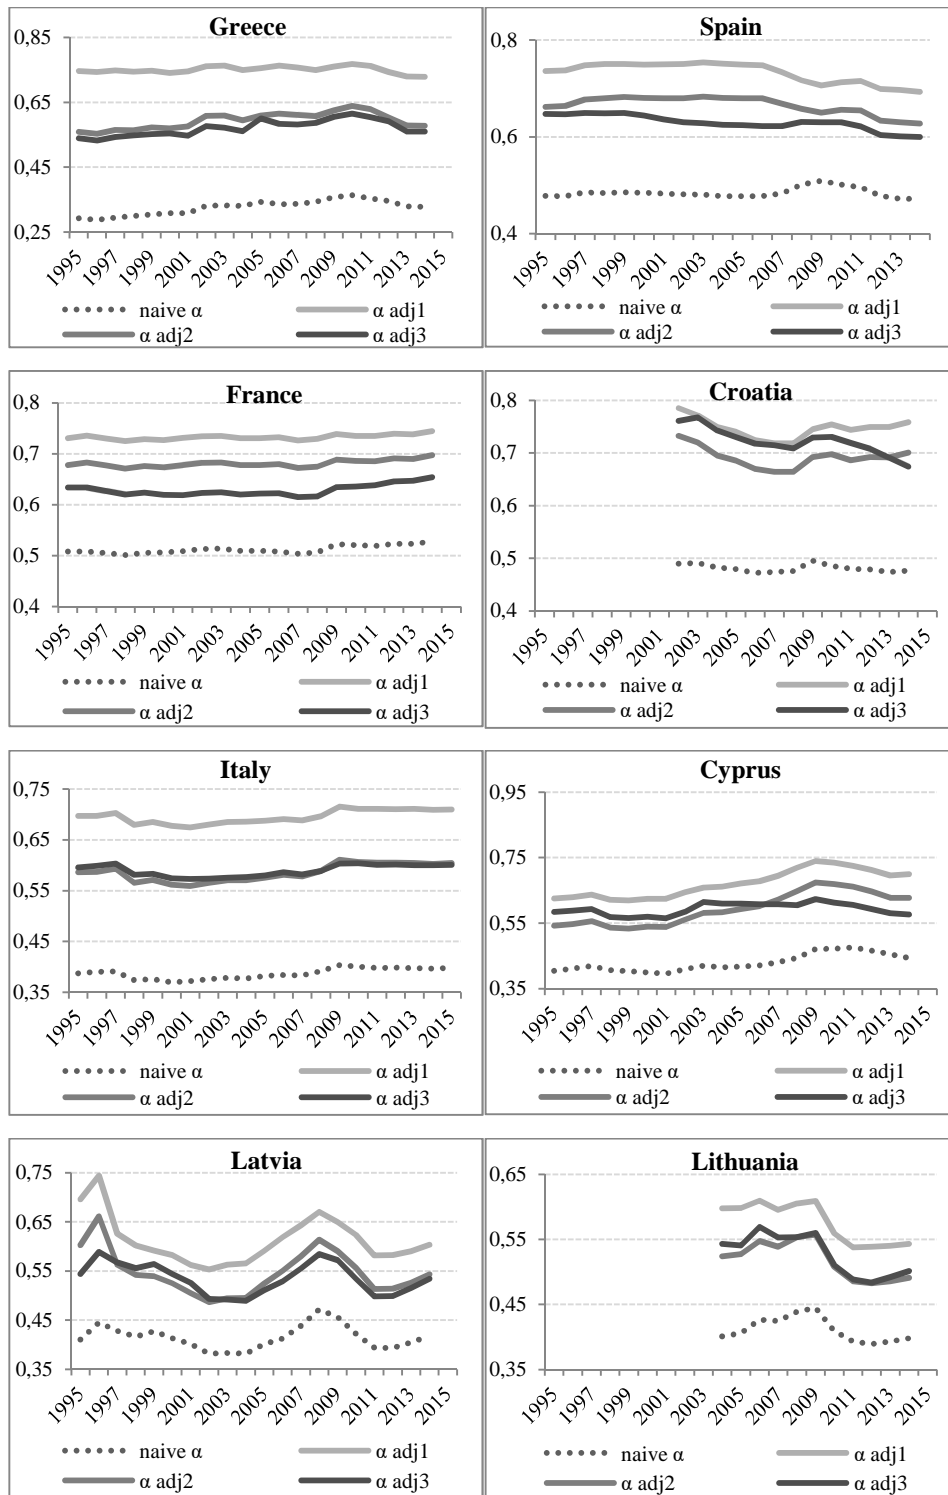 Greece
0,85
0,65
0,45
0,25
1995 1997 1999 2001 2003 2005 2007 2009 2011 2013 2015
naive α α adj1
α adj2 α adj3
Spain
0,8
0,6
0,4
1995 1997 1999 2001 2003 2005 2007 2009 2011 2013
naive α α adj1
α adj2 α adj3
France
0,8
0,7
0,6
0,5
0,4
1995 1997 1999 2001 2003 2005 2007 2009 2011 2013 2015
naive α α adj1
α adj2 α adj3
Croatia
0,8
0,7
0,6
0,5
0,4
1995 1997 1999 2001 2003 2005 2007 2009 2011 2013 2015
naive α α adj1
α adj2 α adj3
Italy
0,75
0,65
0,55
0,45
0,35
1995 1997 1999 2001 2003 2005 2007 2009 2011 2013 2015
naive α α adj1
α adj2 α adj3
Cyprus
0,95
0,75
0,55
0,35
1995 1997 1999 2001 2003 2005 2007 2009 2011 2013 2015
naive α α adj1
α adj2 α adj3
Latvia
0,75
0,65
0,55
0,45
0,35
1995 1997 1999 2001 2003 2005 2007 2009 2011 2013 2015
naive α α adj1
α adj2 α adj3
Lithuania
0,65
0,55
0,45
0,35
1995 1997 1999 2001 2003 2005 2007 2009 2011 2013 2015
naive α α adj1
α adj2 α adj3